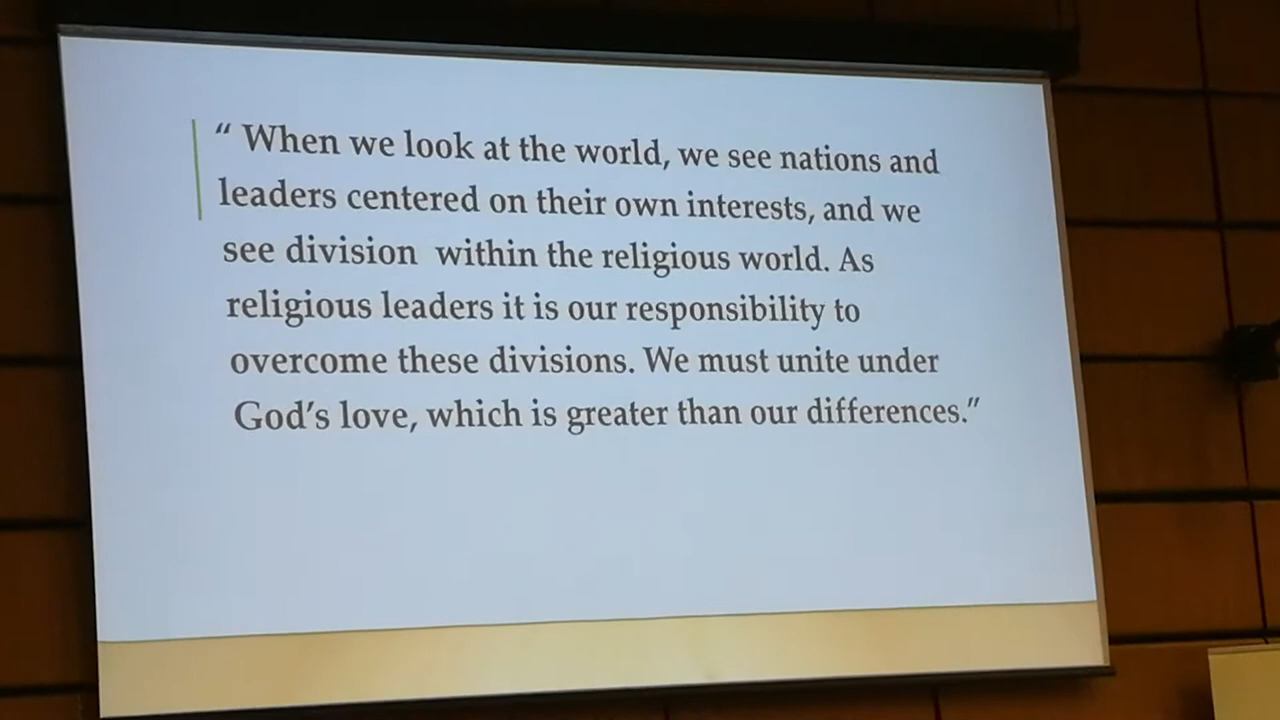 “ When we look at the world, we see nations and
leaders centered on their own interests, and we
see division  within the religious world. As
religious leaders it is our responsibility to
overcome these divisions. We must unite under
God’s love, which is greater than our differences.”